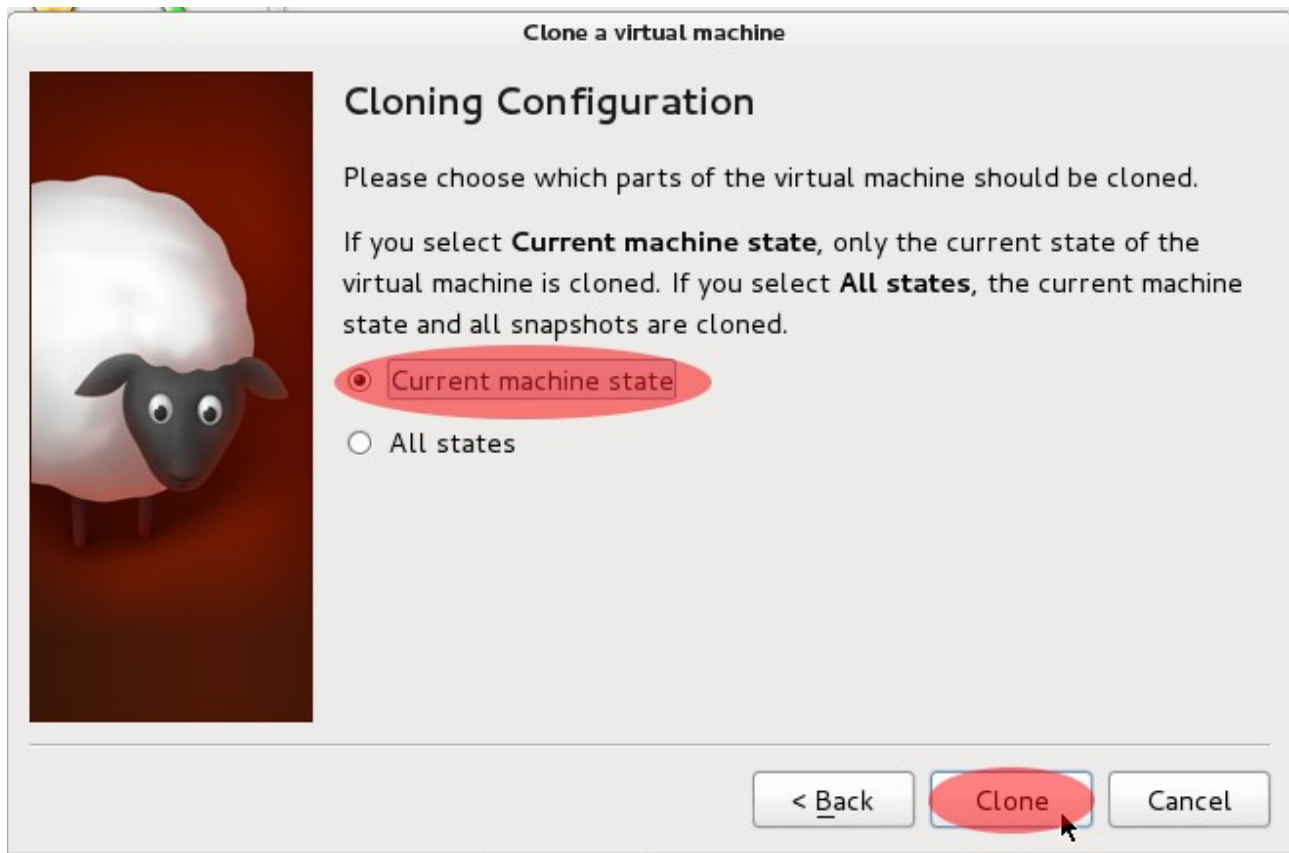 Clone a virtual machine
Cloning Configuration
Please choose which parts of the virtual machine should be cloned.
If you select Current machine state, only the current state of the
virtual machine is cloned. If you select All states, the current machine
state and all snapshots are cloned.
Current machine state
All states
< Back
Clone
Cancel